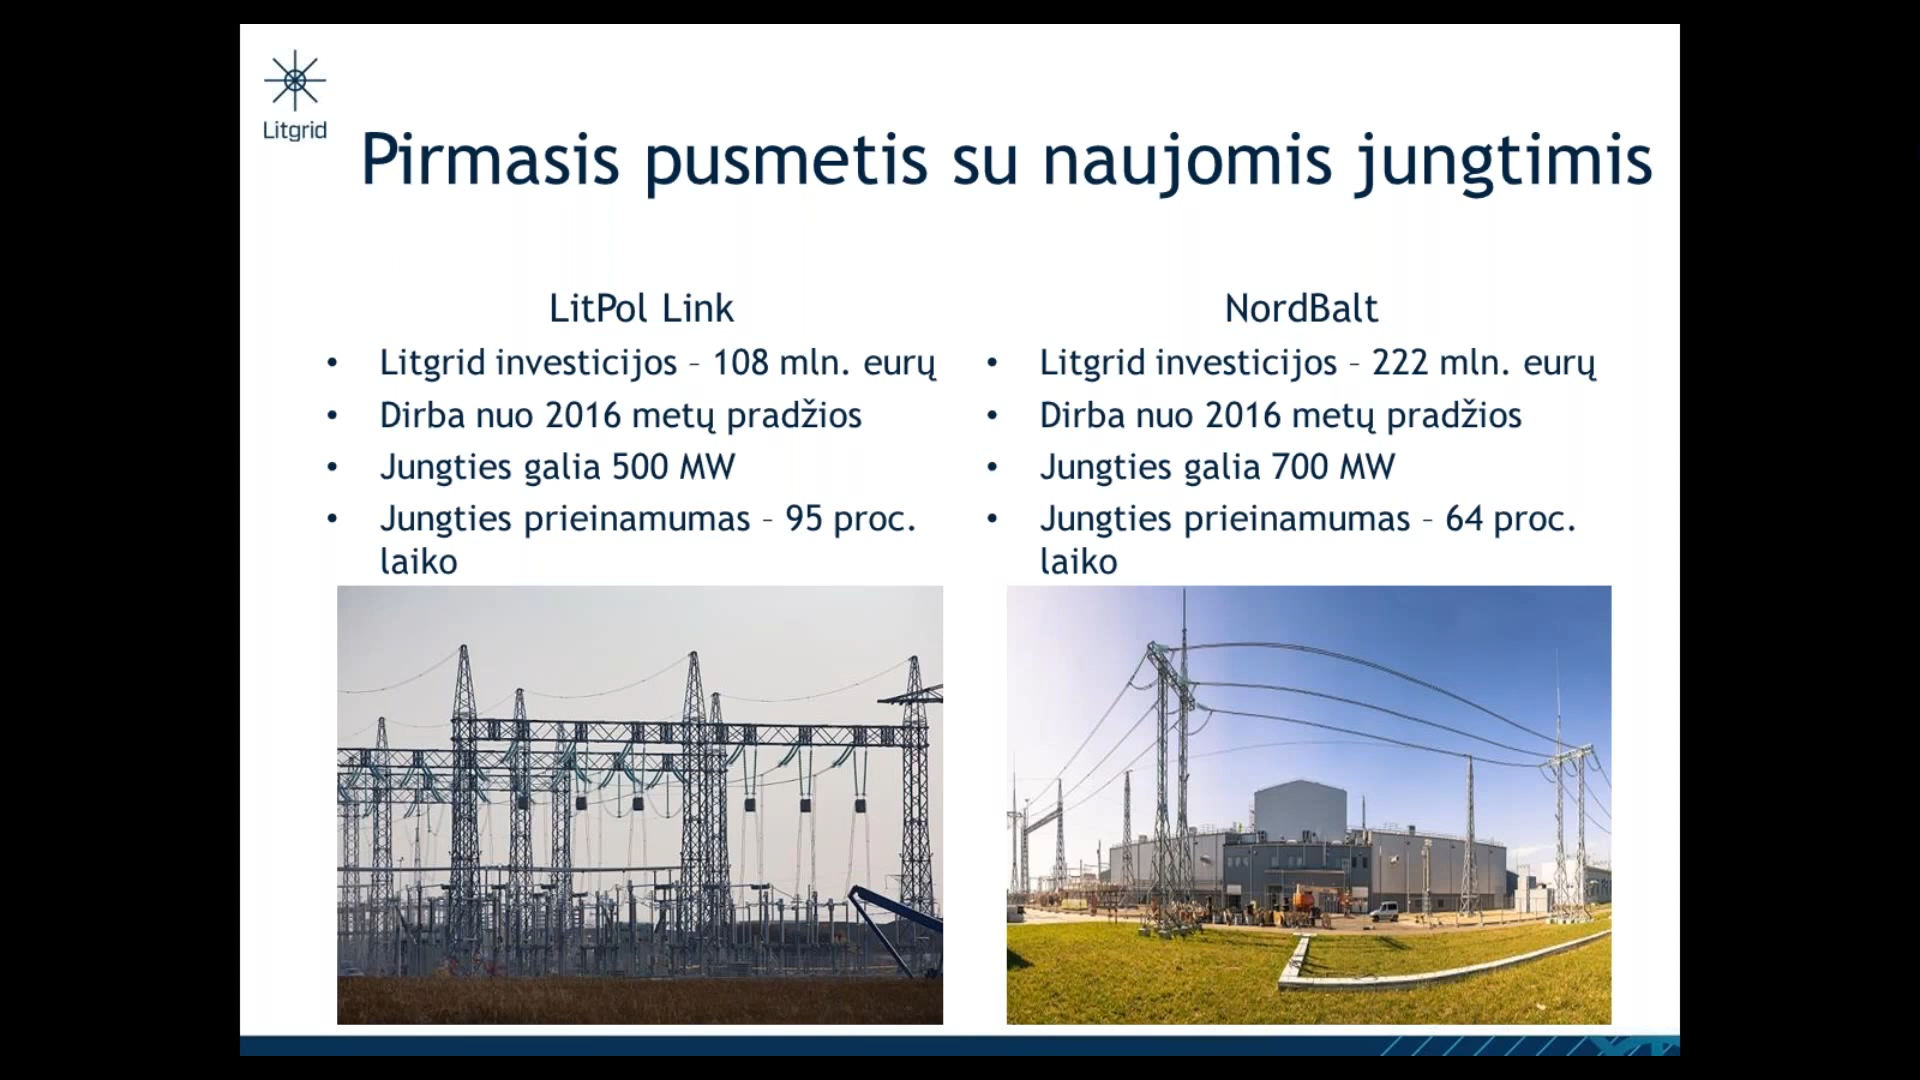 Litgrid
Pirmasis pusmetis su naujomis jungtimis
LitPol Link
• Litgrid investicijos – 108 mln. eurų
• Dirba nuo 2016 metų pradžios
• Jungties galia 500 MW
• Jungties prieinamumas – 95 proc.
laiko
NordBalt
• Litgrid investicijos – 222 mln. eurų
• Dirba nuo 2016 metų pradžios
• Jungties galia 700 MW
• Jungties prieinamumas – 64 proc.
laiko